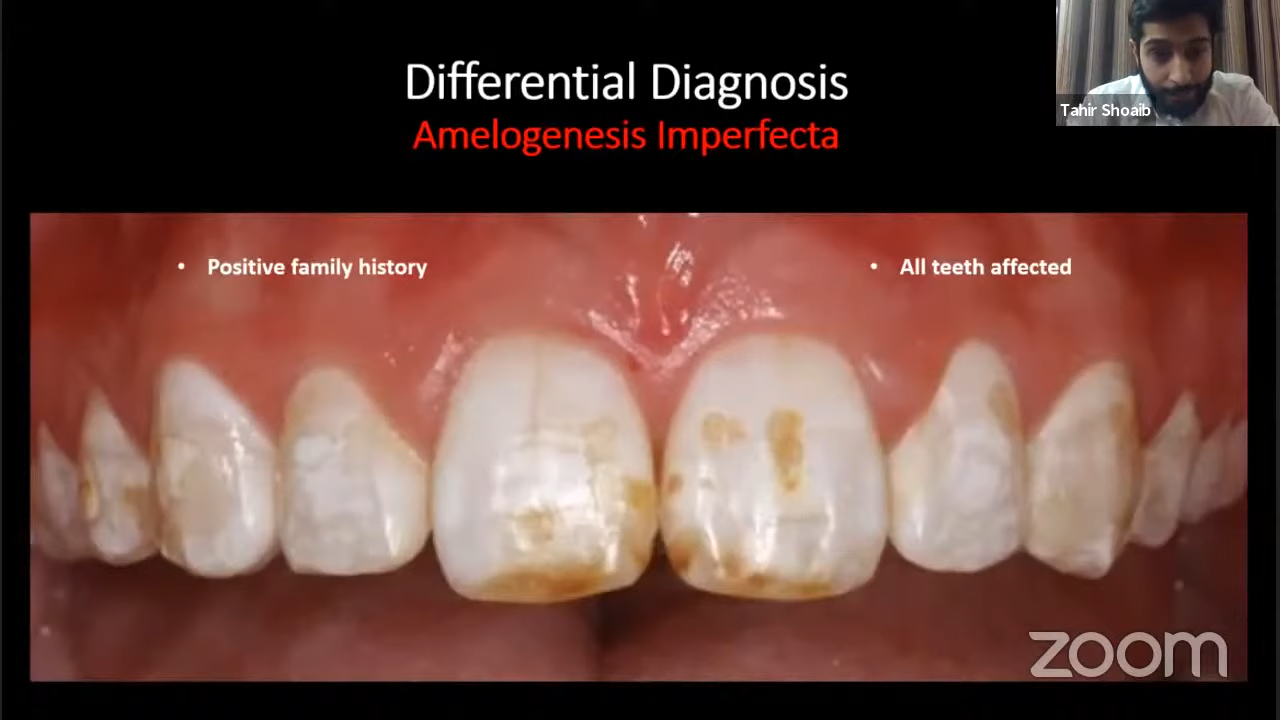 Differential Diagnosis
Amelogenesis Imperfecta
Tahir Shoaib
• Positive family history
• All teeth affected
zoom